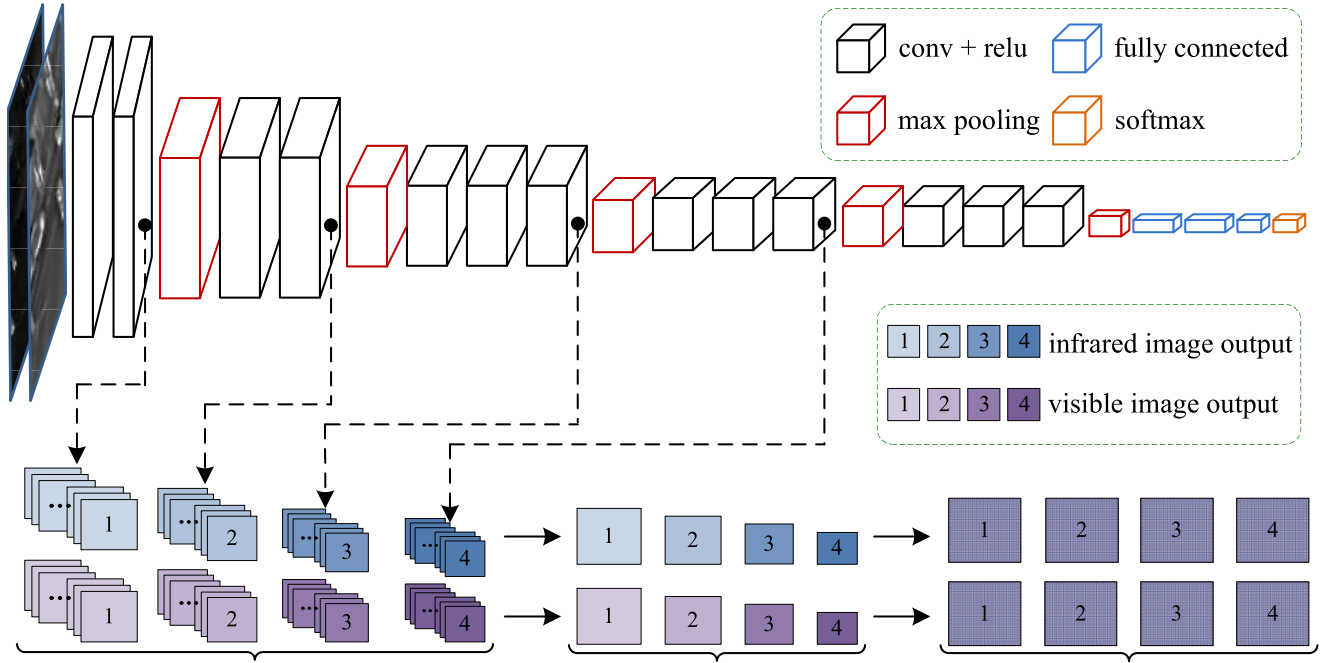 conv + relu fully connected
max pooling softmax
1 2 3 4 infrared image output
1 2 3 4 visible image output
... 1 ... 2 ... 3 ... 4 1 2 3 4 1 2 3 4
... 1 ... 2 ... 3 ... 4 1 2 3 4 1 2 3 4